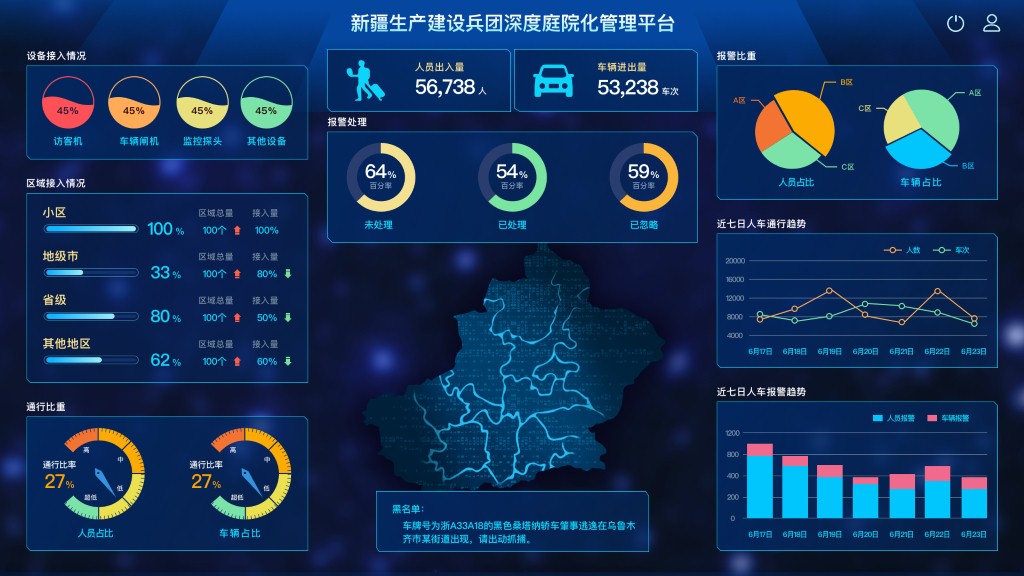 新疆生产建设兵团深度庭院化管理平台
设备接入情况
45% 45% 45% 45%
访客机 车辆闸机 监控探头 其他设备
区域接入情况
小区 100% 区域总量 接入量
100个 100%
地级市 33% 区域总量 接入量
100个 80%
省级 80% 区域总量 接入量
100个 50%
其他地区 62% 区域总量 接入量
100个 60%
通行比重
通行比率
27%
高
中
低
超低
人员占比
通行比率
27%
高
中
低
超低
车辆占比
人员出入量
56,738 人
车辆进出量
53,238 车次
报警处理
64% 54% 59%
百分率 百分率 百分率
未处理 已处理 已忽略
黑名单：
车牌号为浙A33A18的黑色桑塔纳轿车肇事逃逸在乌鲁木
齐市某街道出现，请出动抓捕。
报警比重
A区
B区
C区
人员占比
C区
A区
B区
车辆占比
近七日人车通行趋势
人数 车次
20000
16000
12000
8000
4000
6月17日 6月18日 6月19日 6月20日 6月21日 6月22日 6月23日
近七日人车报警趋势
人员报警 车辆报警
1200
800
400
200
0
6月17日 6月18日 6月19日 6月20日 6月21日 6月22日 6月23日